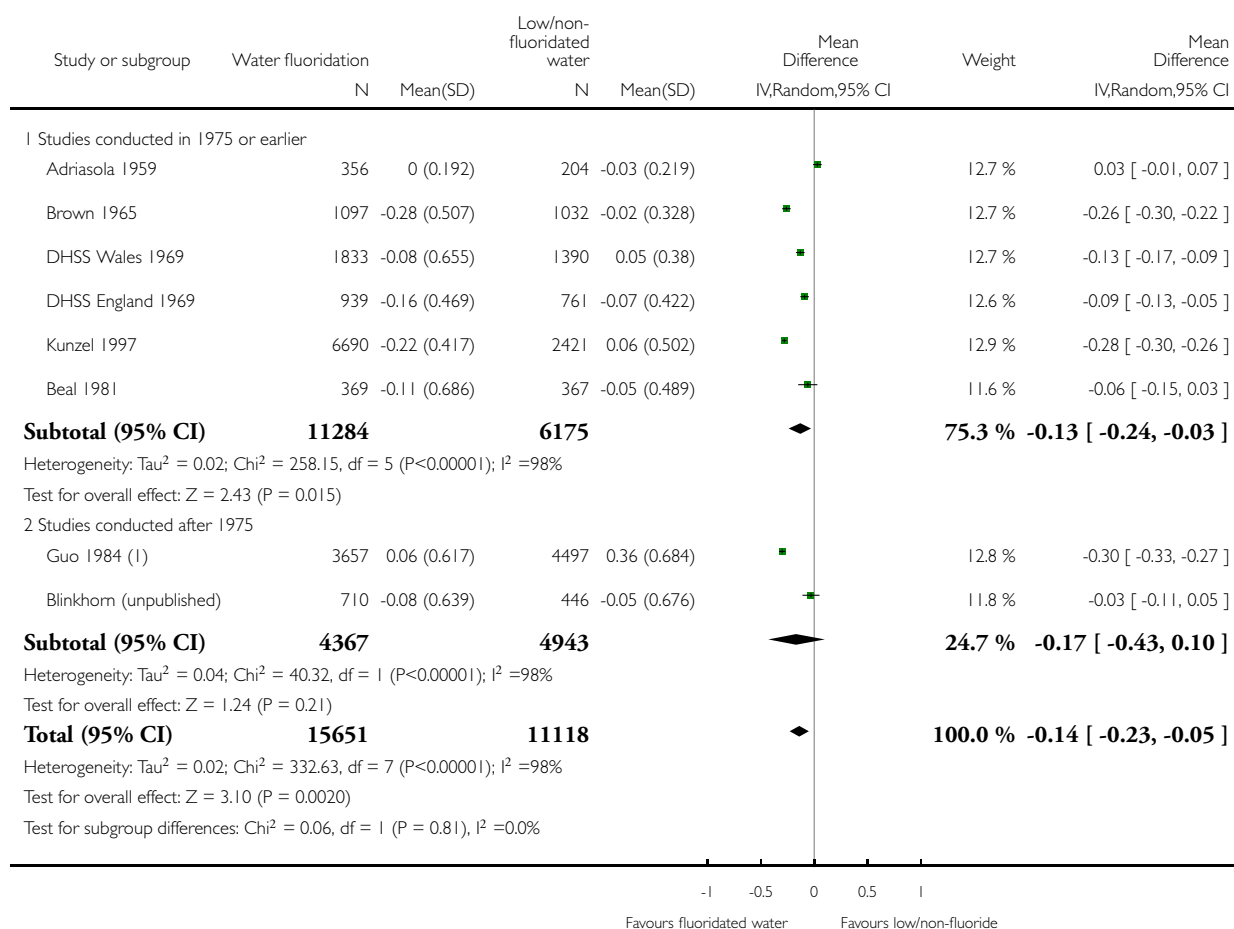 Study or subgroup Water fluoridation Low/non-fluoridated water Mean Difference Weight Mean Difference
N Mean(SD) N Mean(SD) IV,Random,95% CI IV,Random,95% CI
1 Studies conducted in 1975 or earlier
Adriasola 1959 356 0 (0.192) 204 -0.03 (0.219) 12.7 % 0.03 [ -0.01, 0.07 ]
Brown 1965 1097 -0.28 (0.507) 1032 -0.02 (0.328) 12.7 % -0.26 [ -0.30, -0.22 ]
DHSS Wales 1969 1833 -0.08 (0.655) 1390 0.05 (0.38) 12.7 % -0.13 [ -0.17, -0.09 ]
DHSS England 1969 939 -0.16 (0.469) 761 -0.07 (0.422) 12.6 % -0.09 [ -0.13, -0.05 ]
Kunzel 1997 6690 -0.22 (0.417) 2421 0.06 (0.502) 12.9 % -0.28 [ -0.30, -0.26 ]
Beal 1981 369 -0.11 (0.686) 367 -0.05 (0.489) 11.6 % -0.06 [ -0.15, 0.03 ]
Subtotal (95% CI) 11284 6175 75.3 % -0.13 [ -0.24, -0.03 ]
Heterogeneity: Tau² = 0.02; Chi² = 258.15, df = 5 (P<0.00001); I² =98%
Test for overall effect: Z = 2.43 (P = 0.015)
2 Studies conducted after 1975
Guo 1984 (1) 3657 0.06 (0.617) 4497 0.36 (0.684) 12.8 % -0.30 [ -0.33, -0.27 ]
Blinkhorn (unpublished) 710 -0.08 (0.639) 446 -0.05 (0.676) 11.8 % -0.03 [ -0.11, 0.05 ]
Subtotal (95% CI) 4367 4943 24.7 % -0.17 [ -0.43, 0.10 ]
Heterogeneity: Tau² = 0.04; Chi² = 40.32, df = 1 (P<0.00001); I² =98%
Test for overall effect: Z = 1.24 (P = 0.21)
Total (95% CI) 15651 11118 100.0 % -0.14 [ -0.23, -0.05 ]
Heterogeneity: Tau² = 0.02; Chi² = 332.63, df = 7 (P<0.00001); I² =98%
Test for overall effect: Z = 3.10 (P = 0.0020)
Test for subgroup differences: Chi² = 0.06, df = 1 (P = 0.81), I² =0.0%
-1 -0.5 0 0.5 1
Favours fluoridated water Favours low/non-fluoride